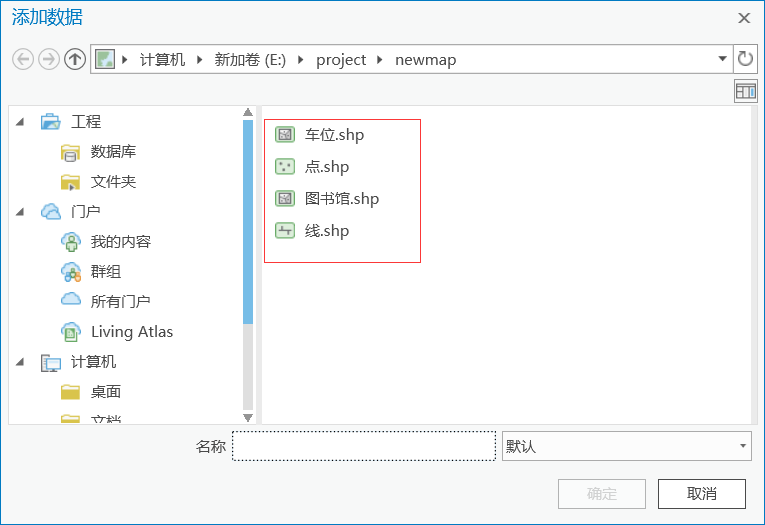 添加数据
计算机 新加卷 (E:) project newmap
工程
数据库
文件夹
门户
我的内容
群组
所有门户
Living Atlas
计算机
桌面
文档
车位.shp
点.shp
图书馆.shp
线.shp
名称
默认
确定
取消